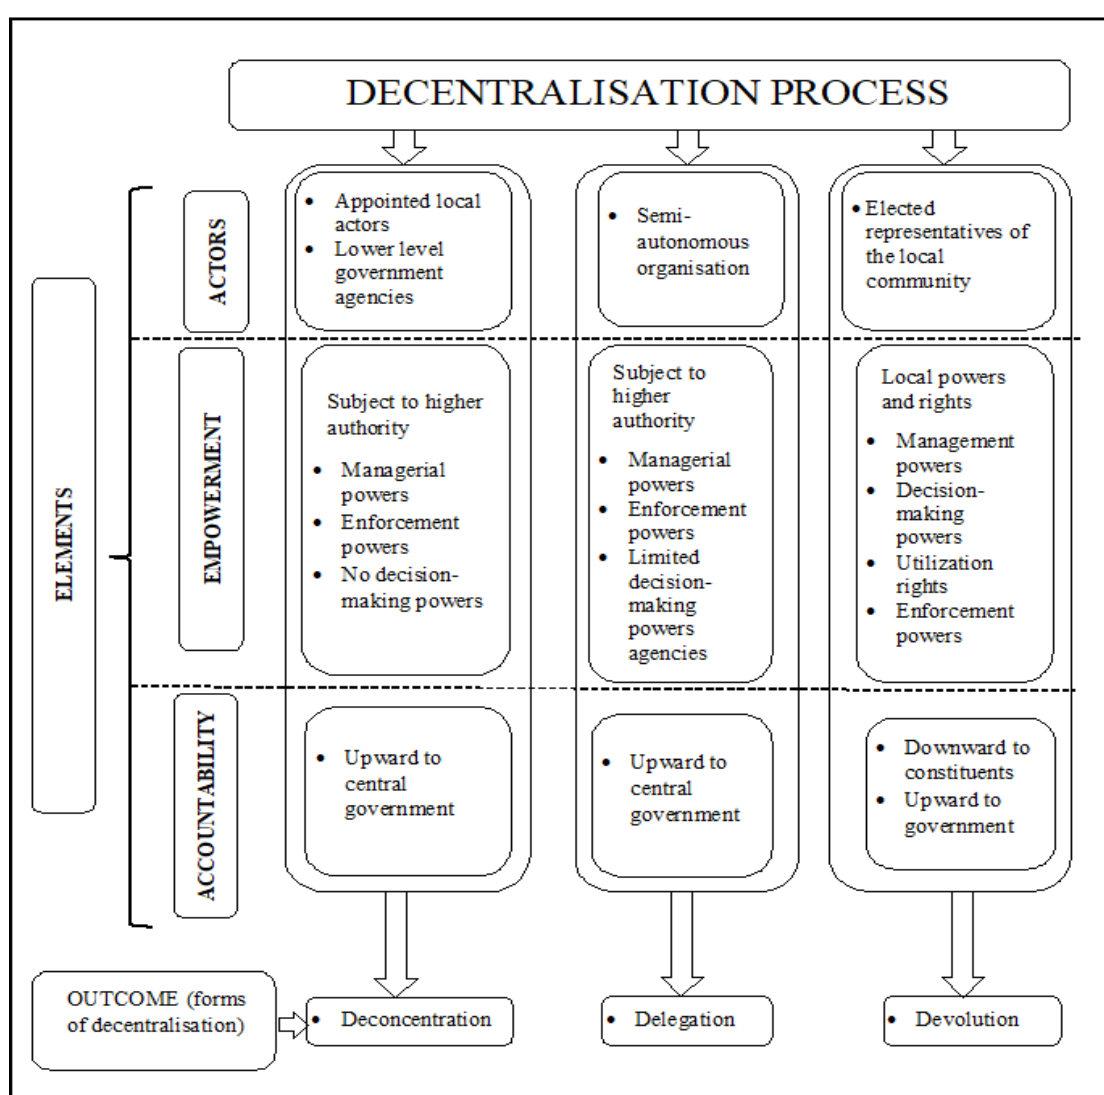 DECENTRALISATION PROCESS
ELEMENTS
ACTORS
• Appointed local
actors
• Lower level
government
agencies
• Semi-
autonomous
organisation
• Elected
representatives of
the local
community
EMPOWERMENT
Subject to higher
authority
• Managerial
powers
• Enforcement
powers
• No decision-
making powers
Subject to
higher
authority
• Managerial
powers
• Enforcement
powers
• Limited
decision-
making
powers
agencies
Local powers
and rights
• Management
powers
• Decision-
making
powers
• Utilization
rights
• Enforcement
powers
ACCOUNTABILITY
• Upward to
central
government
• Upward to
central
government
• Downward to
constituents
• Upward to
government
OUTCOME (forms
of decentralisation)
• Deconcentration
• Delegation
• Devolution